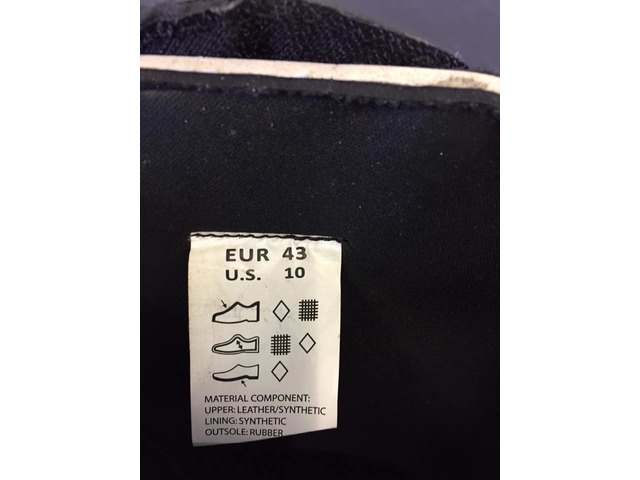 EUR 43
U.S. 10
MATERIAL COMPONENT:
UPPER: LEATHER/SYNTHETIC
LINING: SYNTHETIC
OUTSOLE: RUBBER